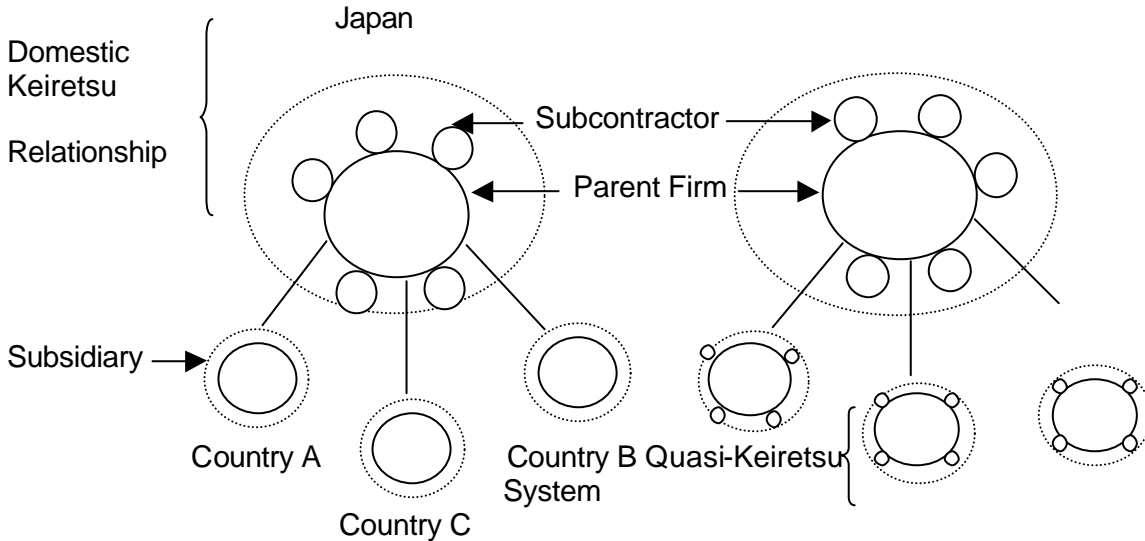 Japan
Domestic
Keiretsu
Relationship
Subcontractor
Parent Firm
Subsidiary
Country A
Country B Quasi-Keiretsu
System
Country C